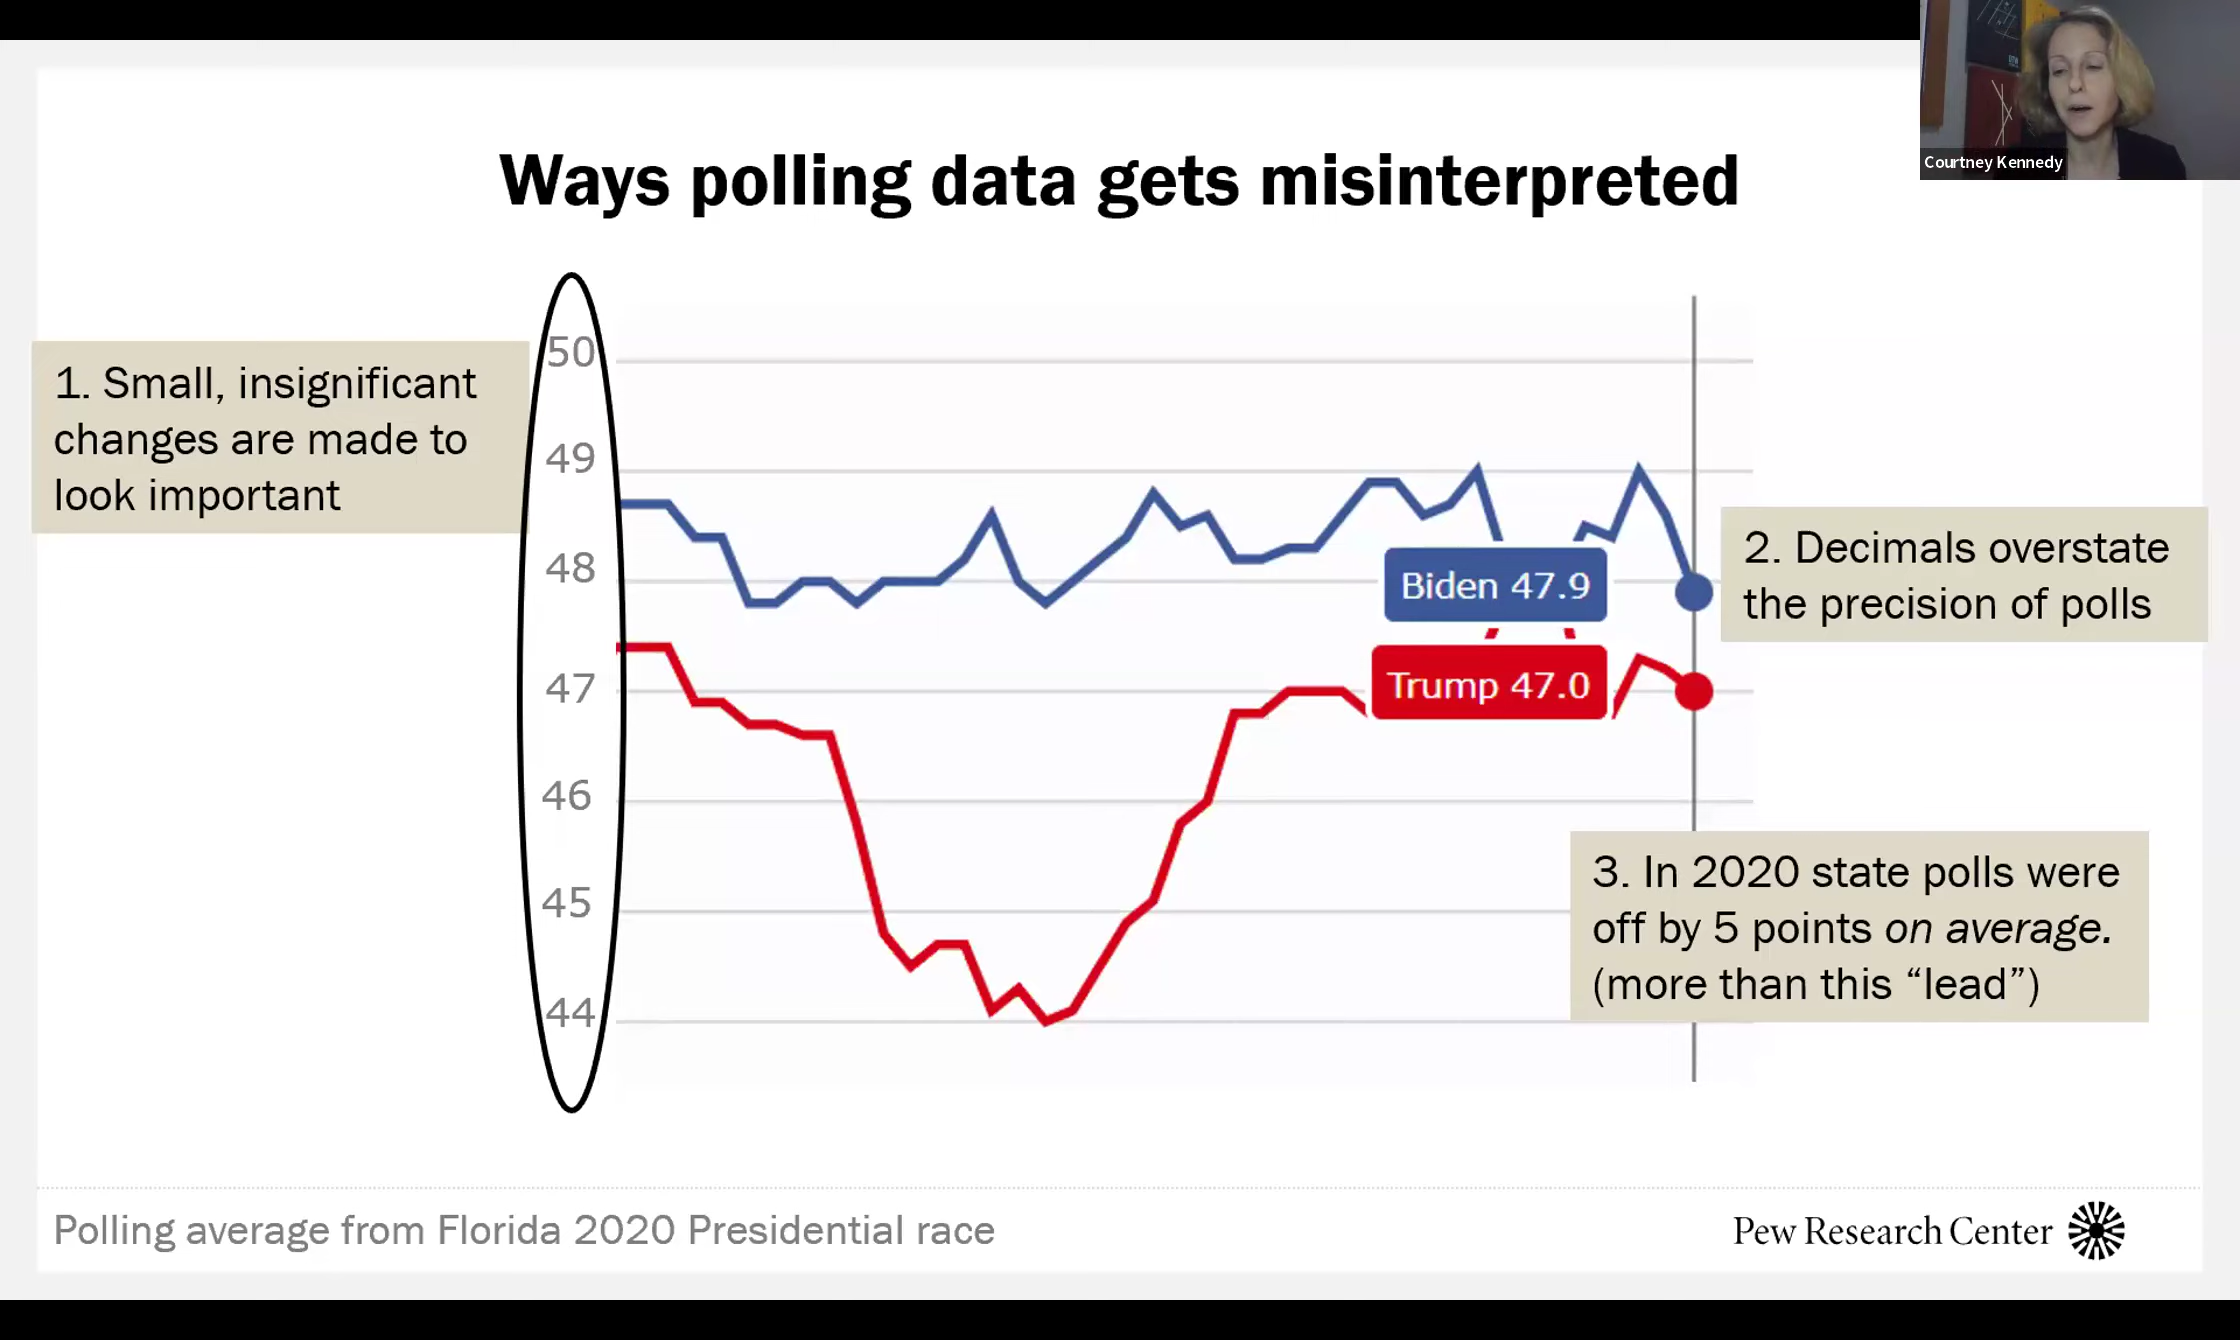 Courtney Kennedy
Ways polling data gets misinterpreted
1. Small, insignificant
changes are made to
look important
50
49
48
47
46
45
44
Biden 47.9
Trump 47.0
2. Decimals overstate
the precision of polls
3. In 2020 state polls were
off by 5 points on average.
(more than this “lead”)
Polling average from Florida 2020 Presidential race
Pew Research Center